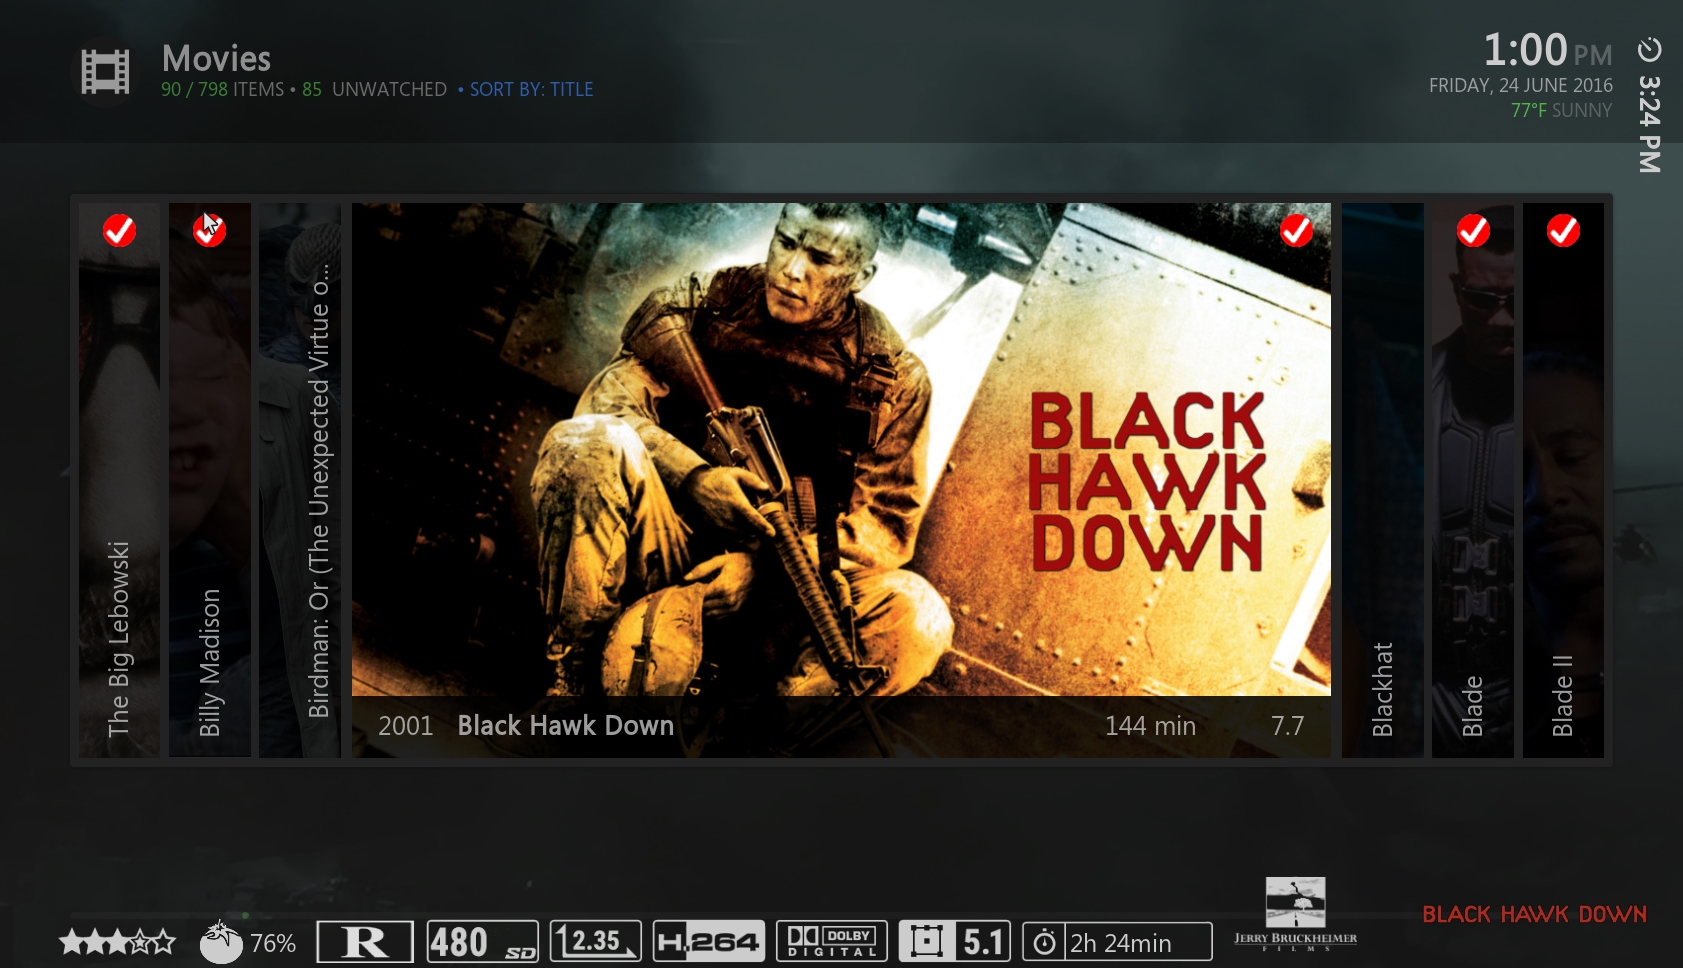 Movies
90 / 798 ITEMS • 85 UNWATCHED • SORT BY: TITLE
1:00 PM
FRIDAY, 24 JUNE 2016
77°F SUNNY
3:24 PM
The Big Lebowski
Billy Madison
Birdman: Or (The Unexpected Virtue o...
BLACK
HAWK
DOWN
2001 Black Hawk Down 144 min 7.7
Blackhat
Blade
Blade II
76%
R
480 SD
2.35
H.264
DOLBY
DIGITAL
5.1
2h 24min
JERRY BRUCKHEIMER
FILMS
BLACK HAWK DOWN